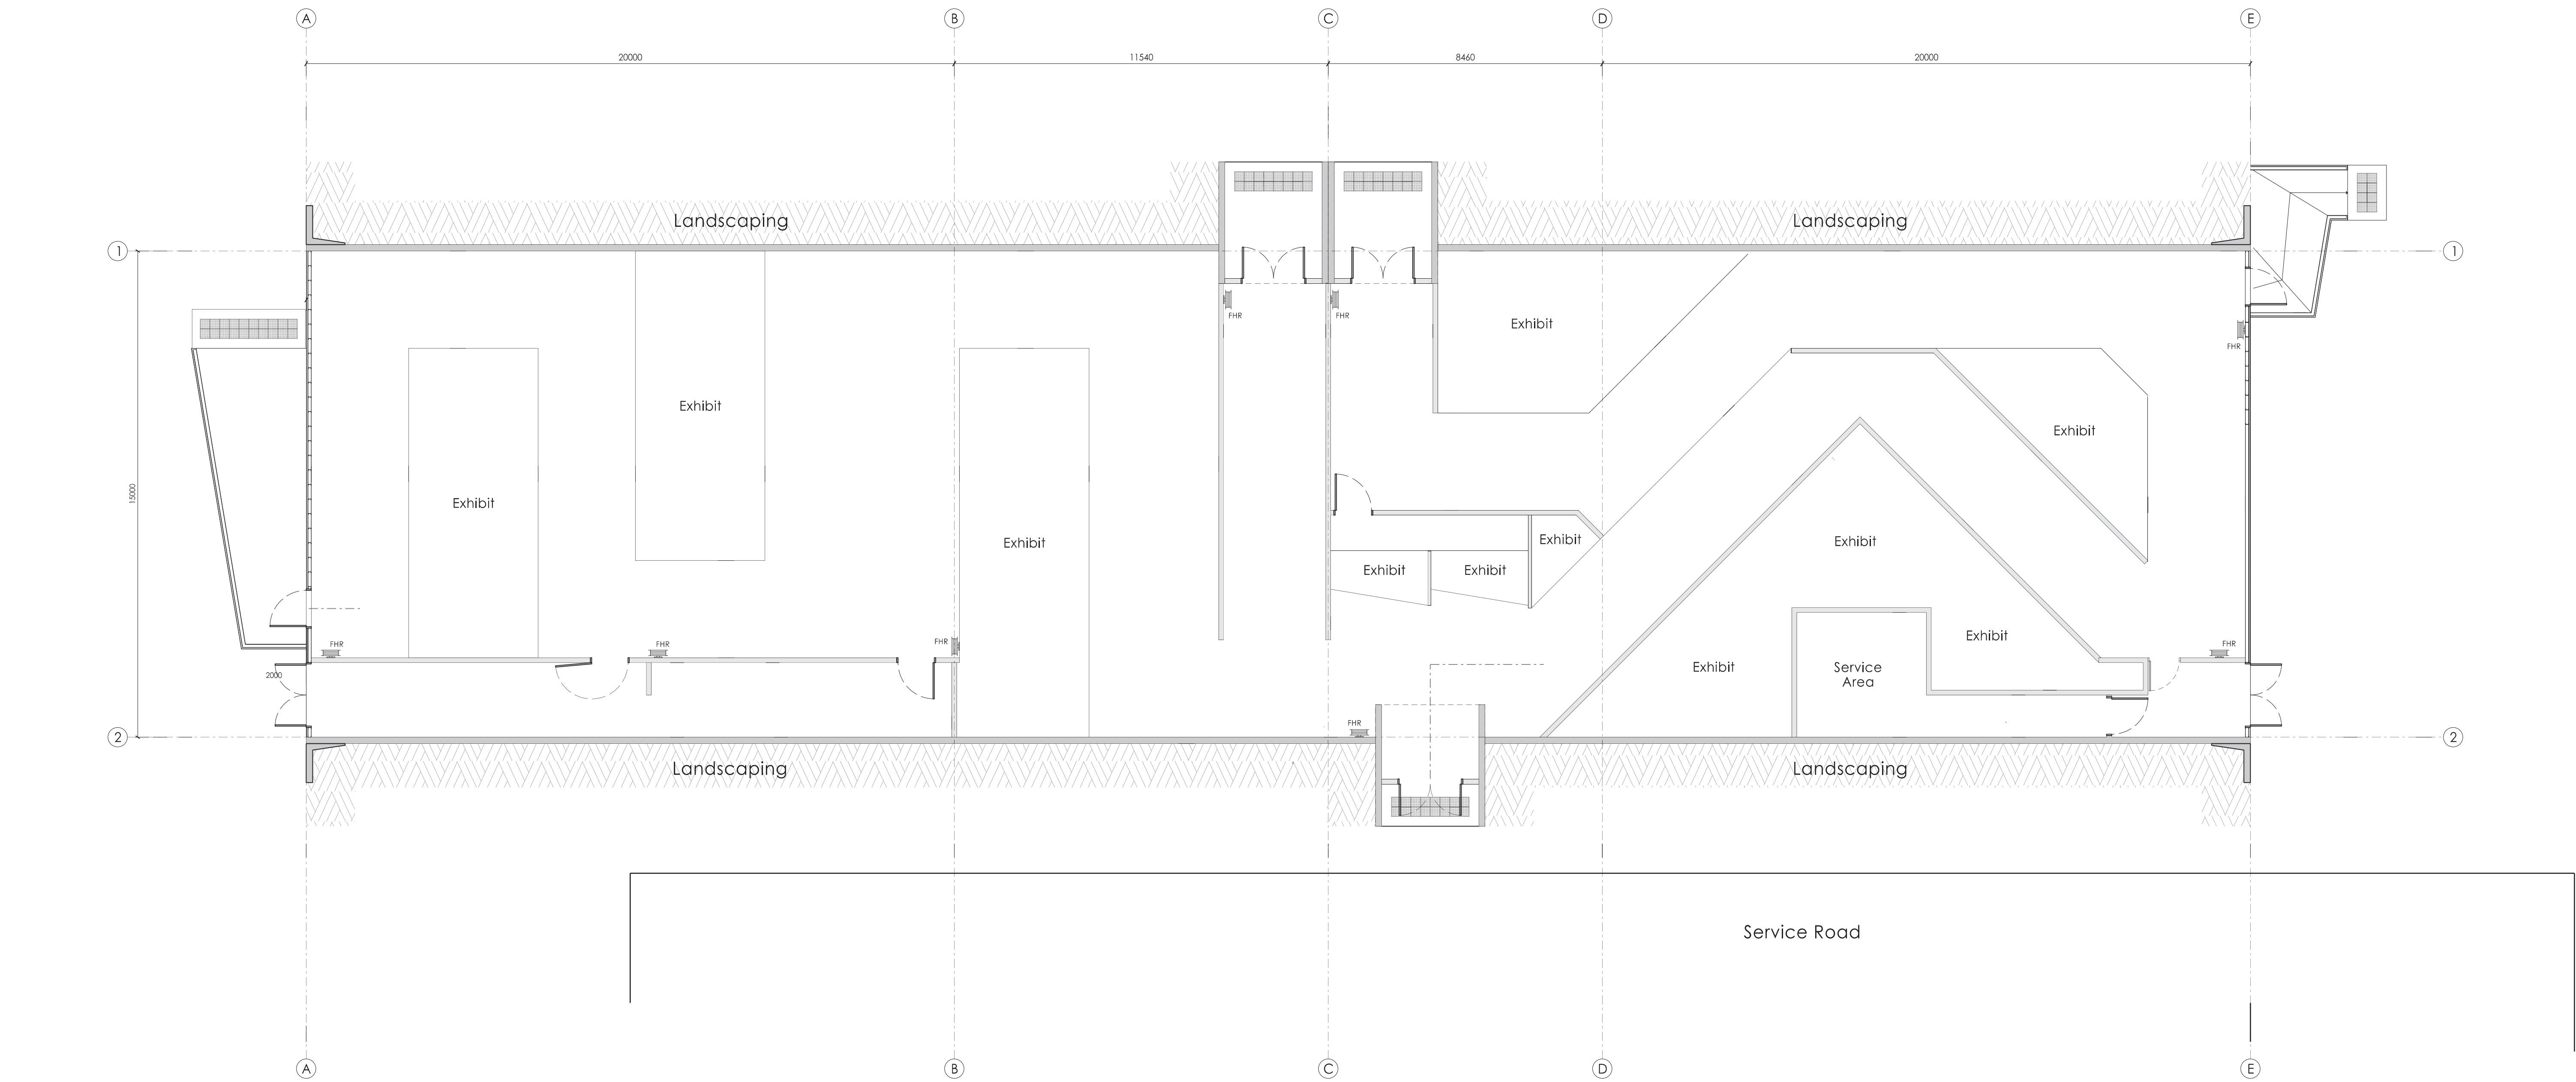 A B C D E
20000 11540 8460 20000
Landscaping Landscaping
1 1
FHR FHR
Exhibit
FHR
Exhibit
Exhibit
15000
Exhibit
Exhibit
Exhibit
Exhibit
Exhibit
Exhibit Exhibit
Exhibit
FHR FHR FHR FHR
Exhibit
Service
Area
2000
FHR
2 2
Landscaping Landscaping
Service Road
A B C D E